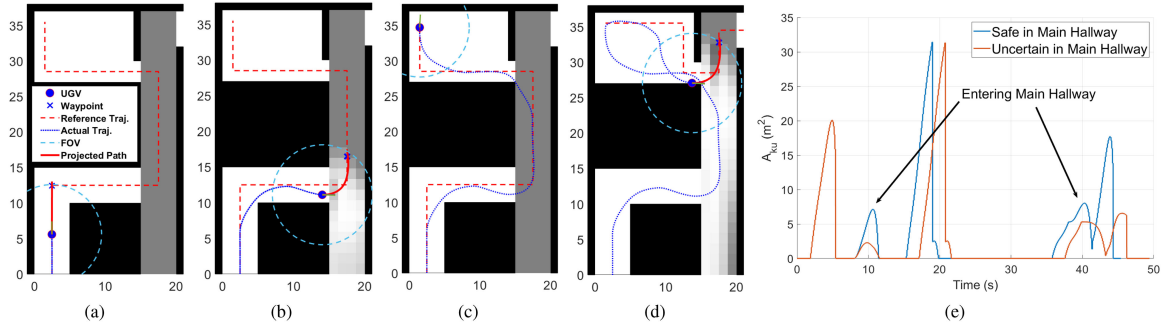 35
30
25
20
15
10
5
0
0 10 20
UGV
Waypoint
Reference Traj.
Actual Traj.
FOV
Projected Path
(a)
35
30
25
20
15
10
5
0
0 10 20
(b)
35
30
25
20
15
10
5
0
0 10 20
(c)
35
30
25
20
15
10
5
0
0 10 20
(d)
35
30
25
20
15
10
5
0
A_ku (m²)
Safe in Main Hallway
Uncertain in Main Hallway
Entering Main Hallway
0 10 20 30 40 50
Time (s)
(e)